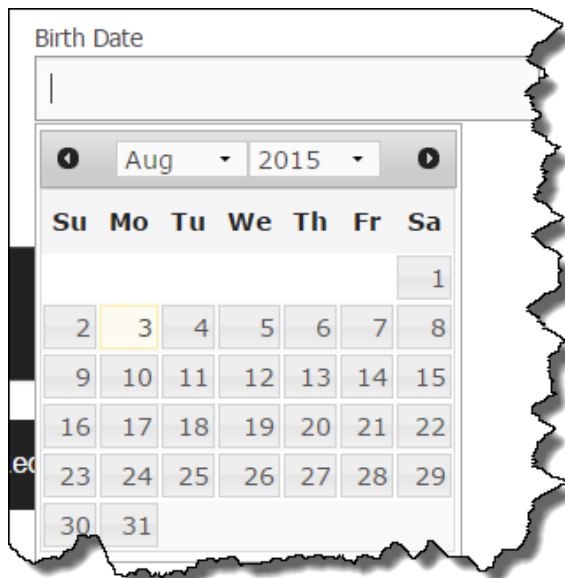 Birth Date
Aug 2015
Su Mo Tu We Th Fr Sa
1
2 3 4 5 6 7 8
9 10 11 12 13 14 15
16 17 18 19 20 21 22
.ec
23 24 25 26 27 28 29
30 31